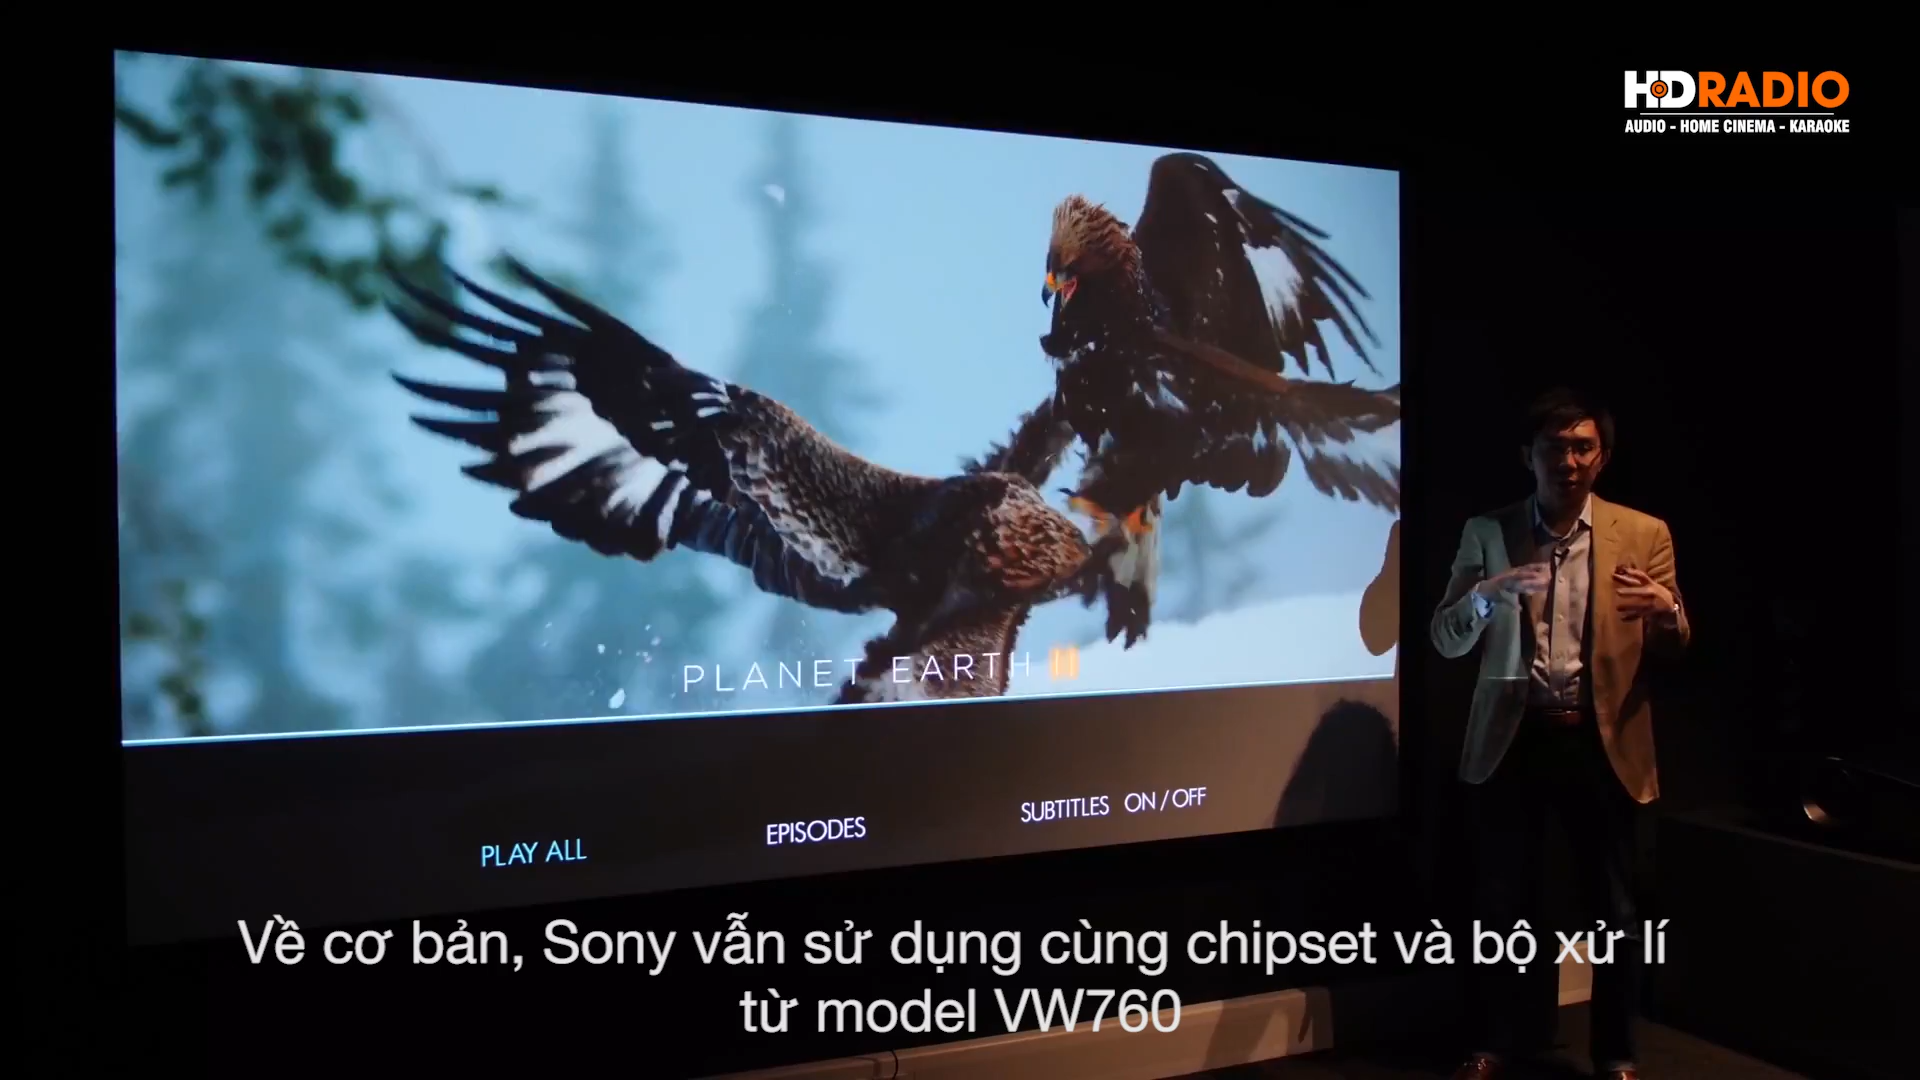 HDRADIO
AUDIO - HOME CINEMA - KARAOKE
PLANET EARTH II
PLAY ALL
EPISODES
SUBTITLES ON / OFF
Về cơ bản, Sony vẫn sử dụng cùng chipset và bộ xử lí
từ model VW760